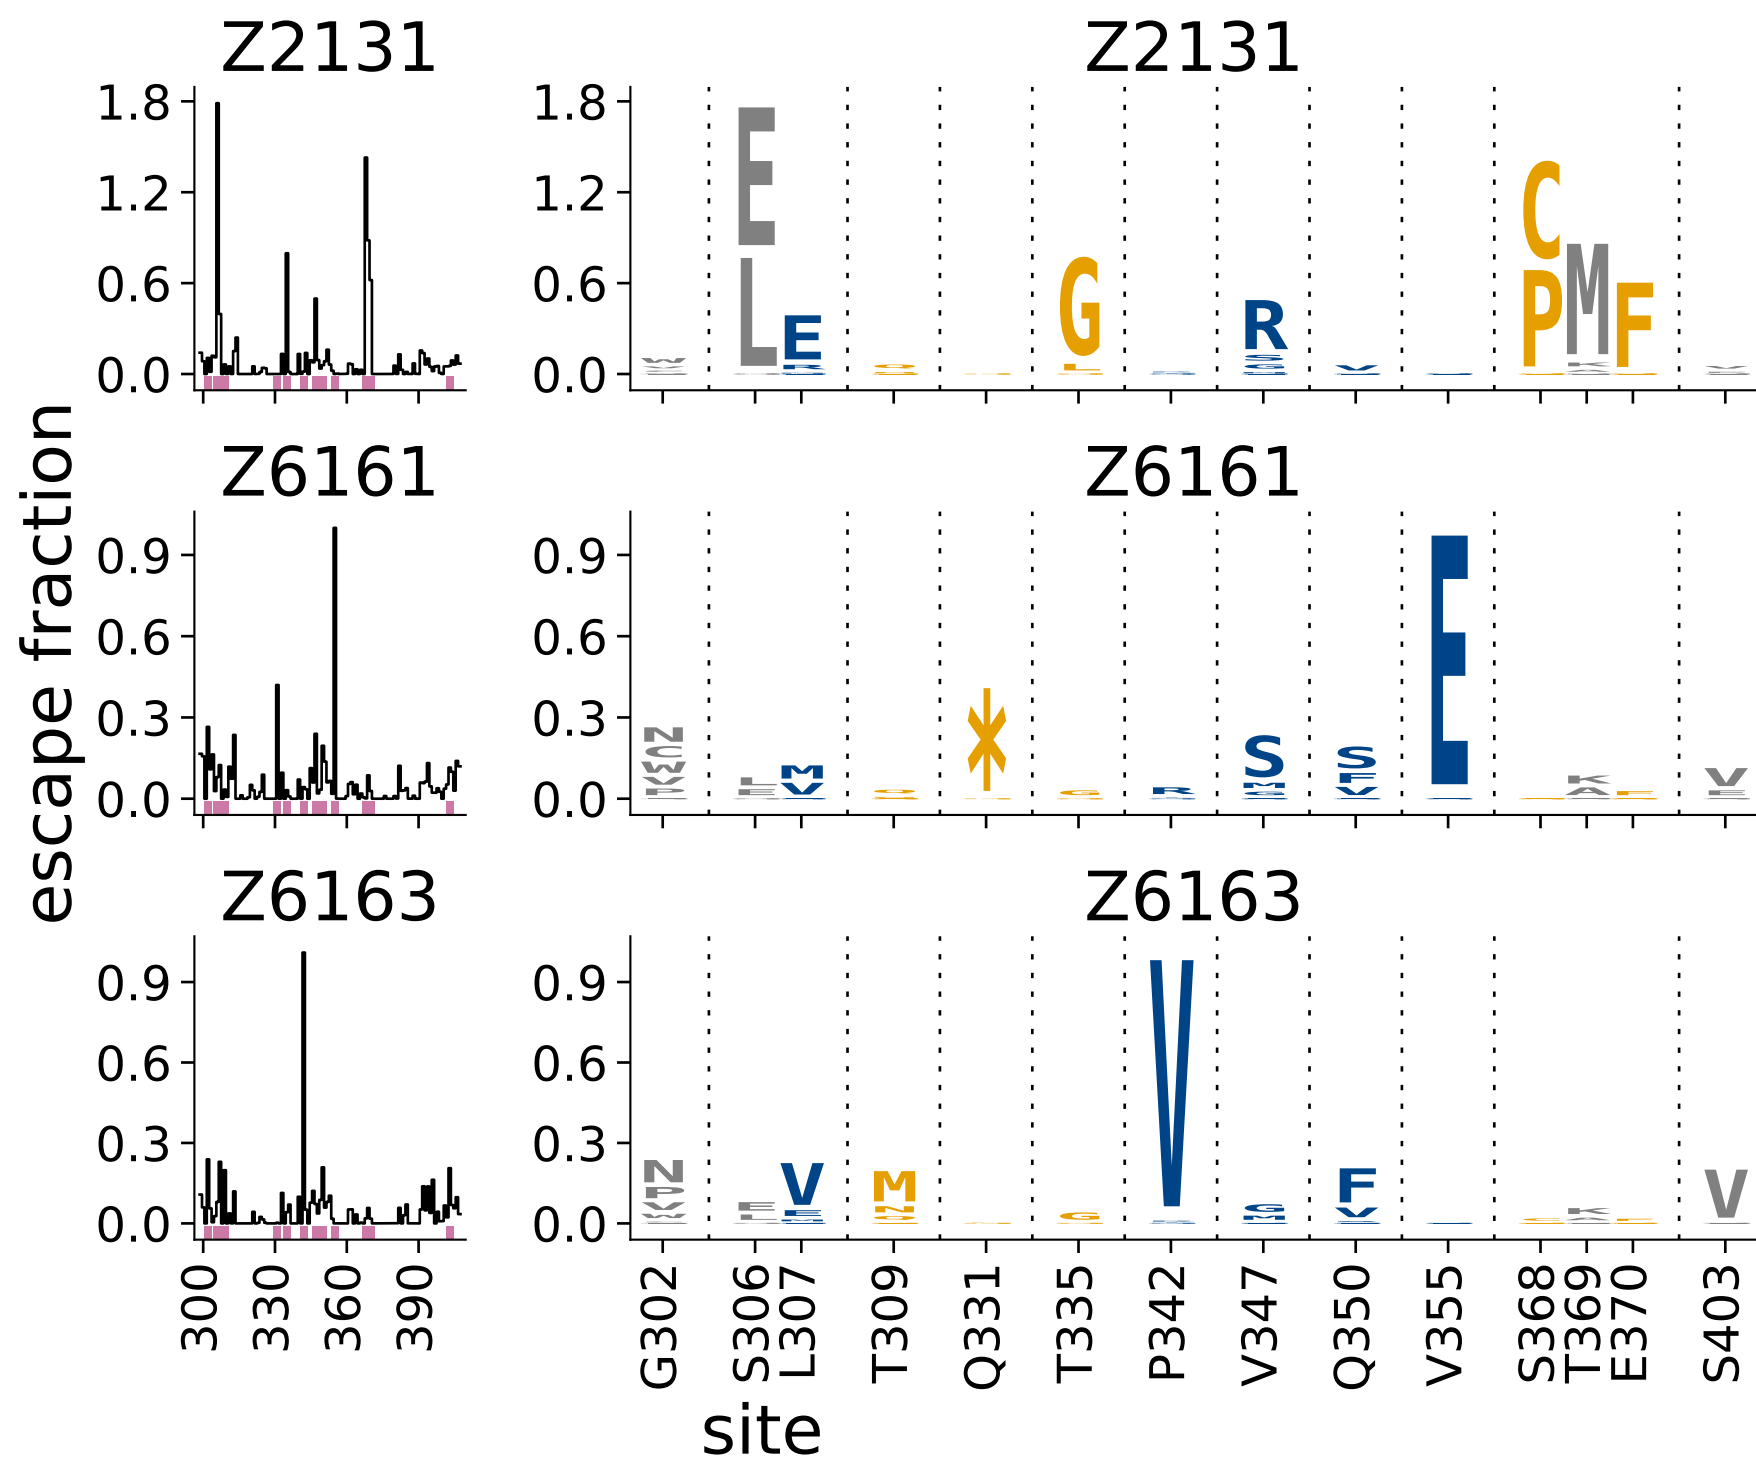 Z2131
Z2131
1.8
1.2
0.6
0.0
1.8
1.2
0.6
0.0
W
V
E
L
E
R
Q
G
L
R
S
G
V
C
P
M
K
A
F
V
escape fraction
Z6161
Z6161
0.9
0.6
0.3
0.0
0.9
0.6
0.3
0.0
N
C
W
V
P
L
E
M
V
Q
*
G
R
S
M
G
S
F
V
E
K
A
F
V
E
Z6163
Z6163
0.9
0.6
0.3
0.0
0.9
0.6
0.3
0.0
N
P
V
W
E
L
V
E
M
M
N
Q
G
V
G
M
F
V
C
K
A
F
V
300
330
360
390
G302
S306
L307
T309
Q331
T335
P342
V347
Q350
V355
S368
T369
E370
S403
site